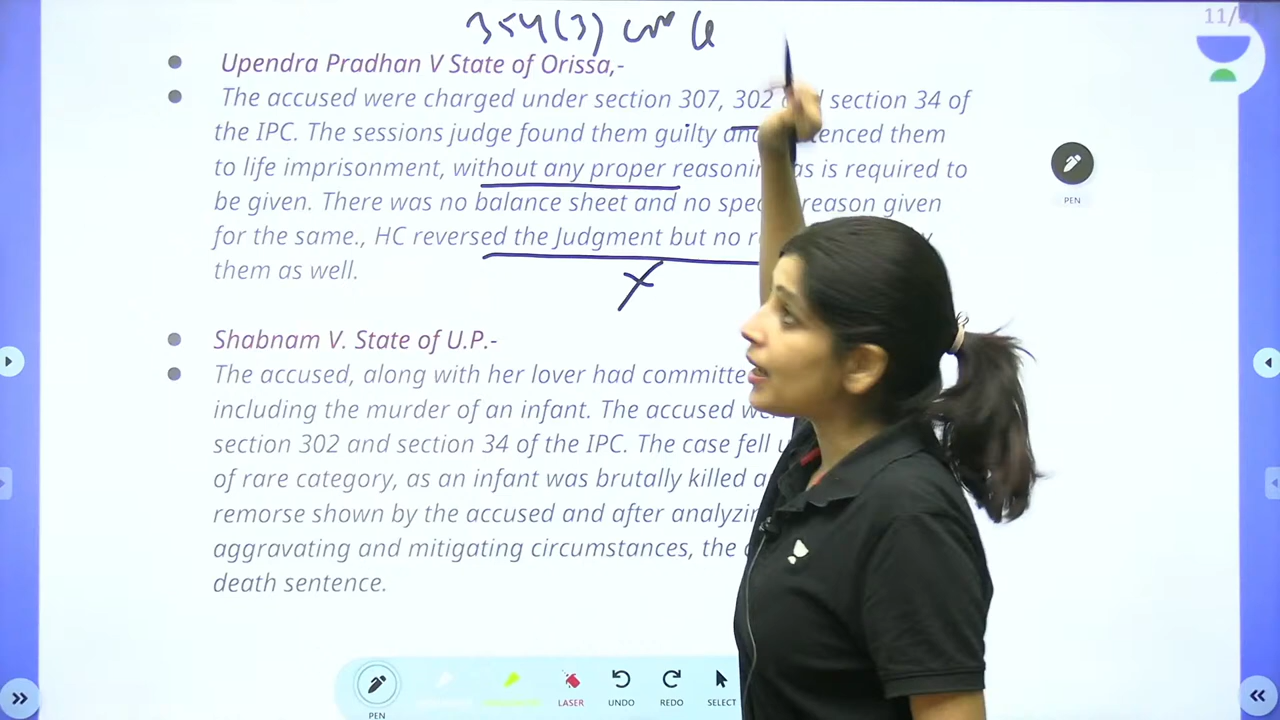 354(3)
11/
Upendra Pradhan V State of Orissa,-
The accused were charged under section 307, 302 section 34 of
the IPC. The sessions judge found them guilty them
to life imprisonment, without any proper as is required to
be given. There was no balance sheet and no reason given
for the same., HC reversed the Judgment but no
them as well.
PEN
Shabnam V. State of U.P.-
The accused, along with her lover had
including the murder of an infant. The accused
section 302 and section 34 of the IPC. The case fell
of rare category, as an infant was brutally killed
remorse shown by the accused and after
aggravating and mitigating circumstances, the
death sentence.
PEN
LASER
UNDO
REDO
SELECT